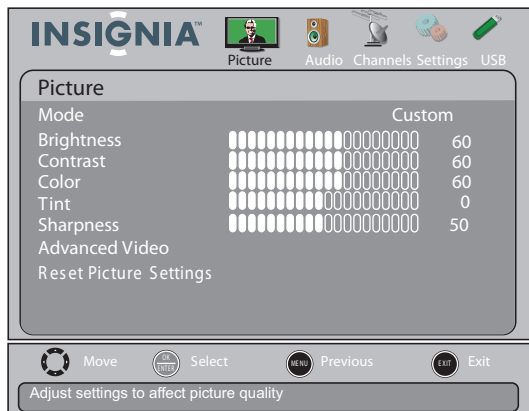 INSIGNIA™
Picture Audio Channels Settings USB
Picture
Mode Custom
Brightness 60
Contrast 60
Color 60
Tint 0
Sharpness 50
Advanced Video
Reset Picture Settings
Move OK ENTER Select MENU Previous EXIT Exit
Adjust settings to affect picture quality